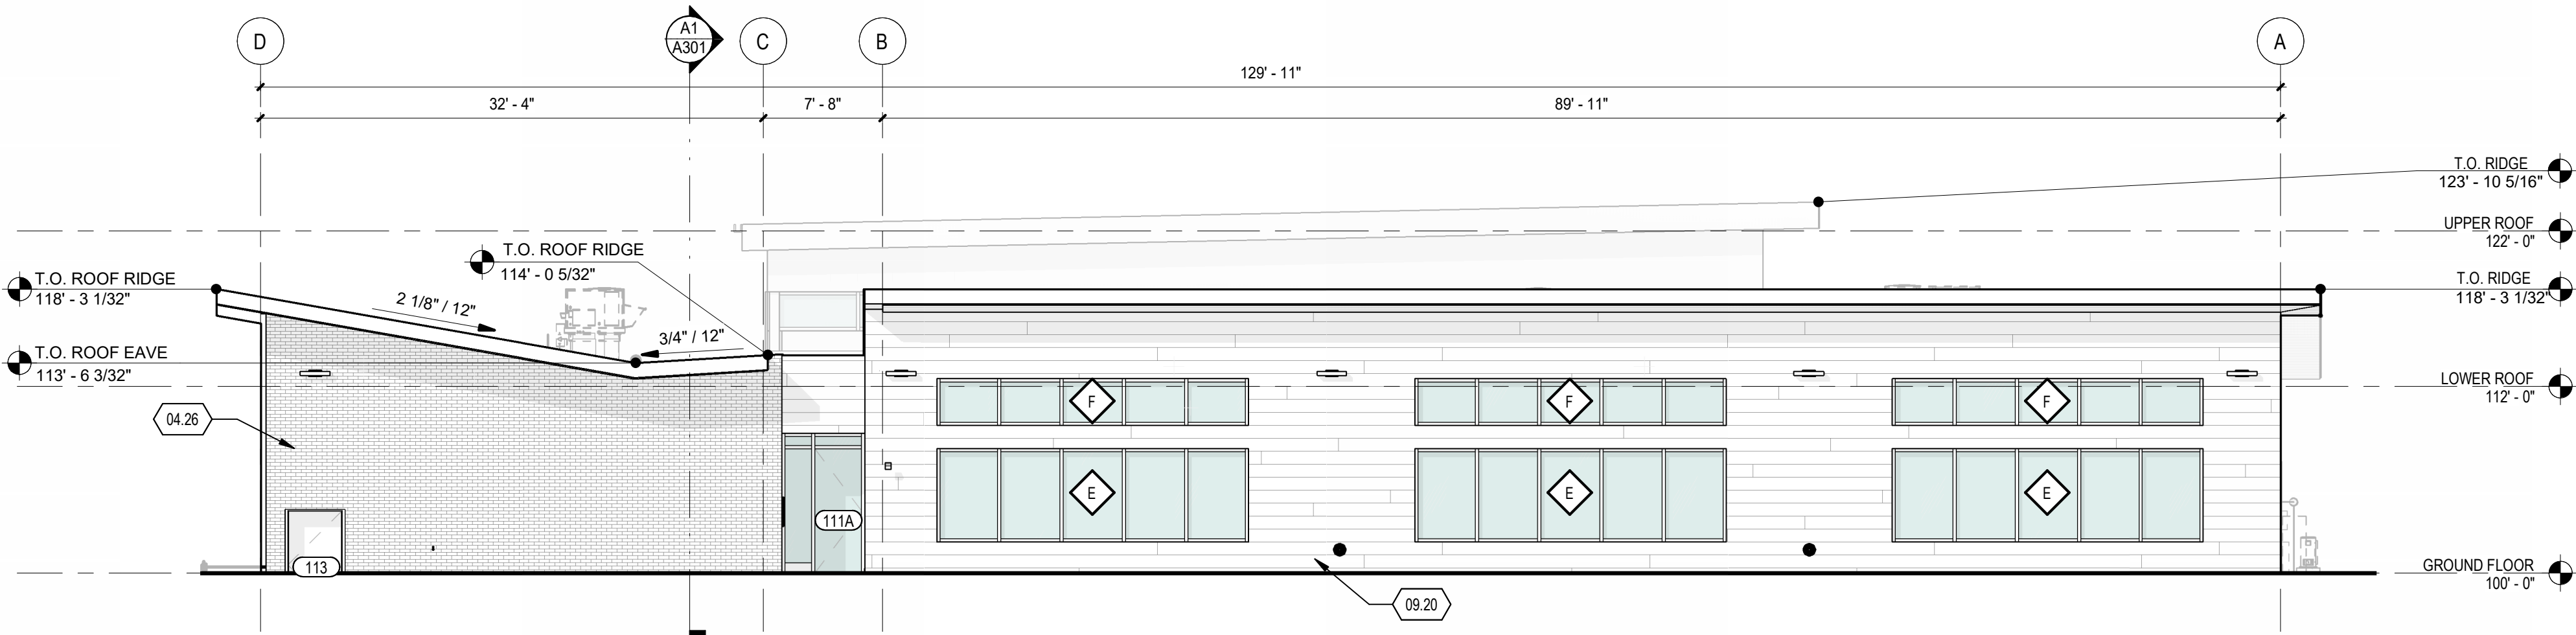 D
A1
A301
C
B
A
129' - 11"
32' - 4"
7' - 8"
89' - 11"
T.O. RIDGE
123' - 10 5/16"
UPPER ROOF
122' - 0"
T.O. ROOF RIDGE
114' - 0 5/32"
T.O. ROOF RIDGE
118' - 3 1/32"
2 1/8" / 12"
T.O. RIDGE
118' - 3 1/32"
3/4" / 12"
T.O. ROOF EAVE
113' - 6 3/32"
LOWER ROOF
112' - 0"
F
F
F
04.26
E
E
E
111A
113
GROUND FLOOR
100' - 0"
09.20